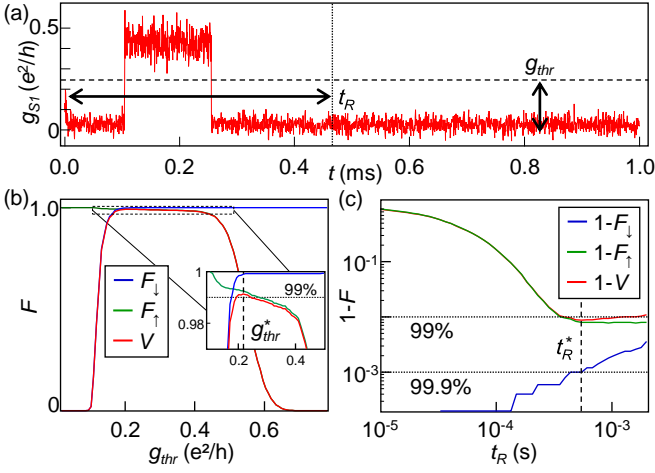 (a)
0.5
0
g_S1 (e²/h)
t_R
g_thr
0.0
0.2
0.4
0.6
0.8
1.0
t (ms)
(b)
1.0
F
0
F↓
F↑
V
1
0.98
99%
g*_thr
0.2
0.4
0.2
0.4
0.6
g_thr (e²/h)
(c)
10⁻¹
10⁻³
1-F
1-F↓
1-F↑
1-V
99%
t*_R
99.9%
10⁻⁵
10⁻⁴
10⁻³
t_R (s)